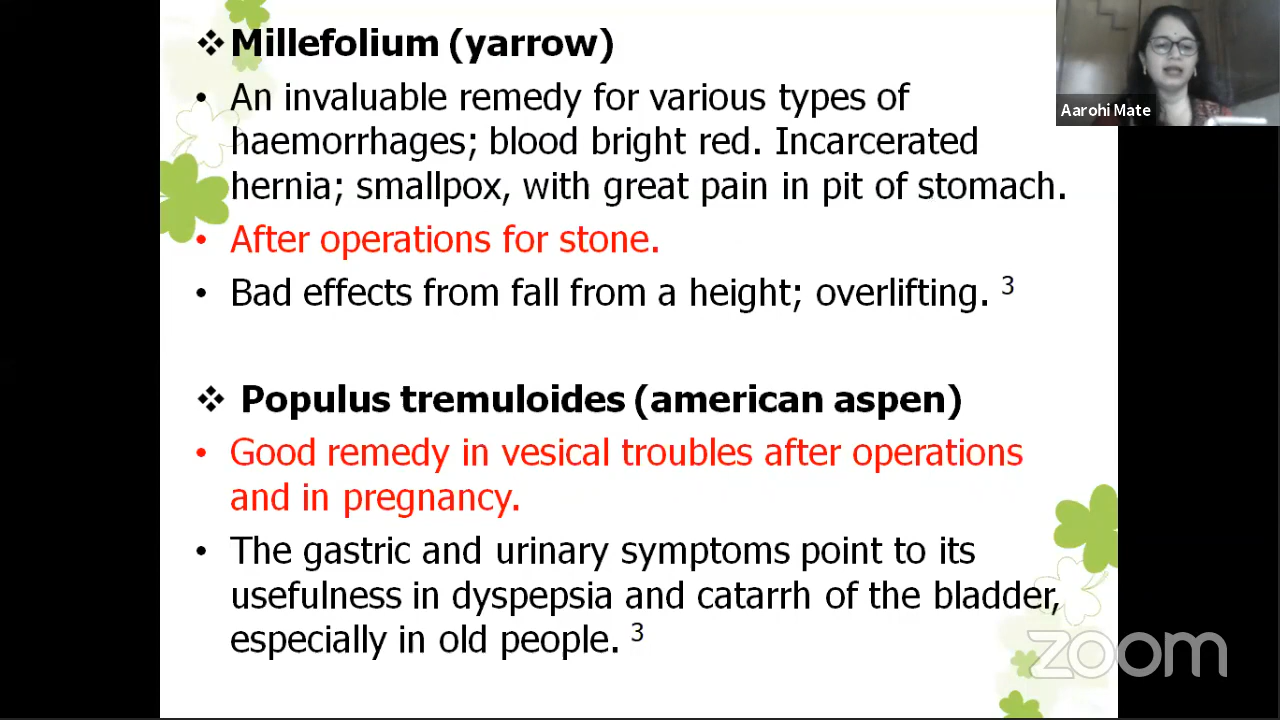 ❖Millefolium (yarrow)
• An invaluable remedy for various types of
haemorrhages; blood bright red. Incarcerated
hernia; smallpox, with great pain in pit of stomach.
• After operations for stone.
• Bad effects from fall from a height; overlifting. 3
❖ Populus tremuloides (american aspen)
• Good remedy in vesical troubles after operations
and in pregnancy.
• The gastric and urinary symptoms point to its
usefulness in dyspepsia and catarrh of the bladder,
especially in old people. 3
Aarohi Mate
zoom